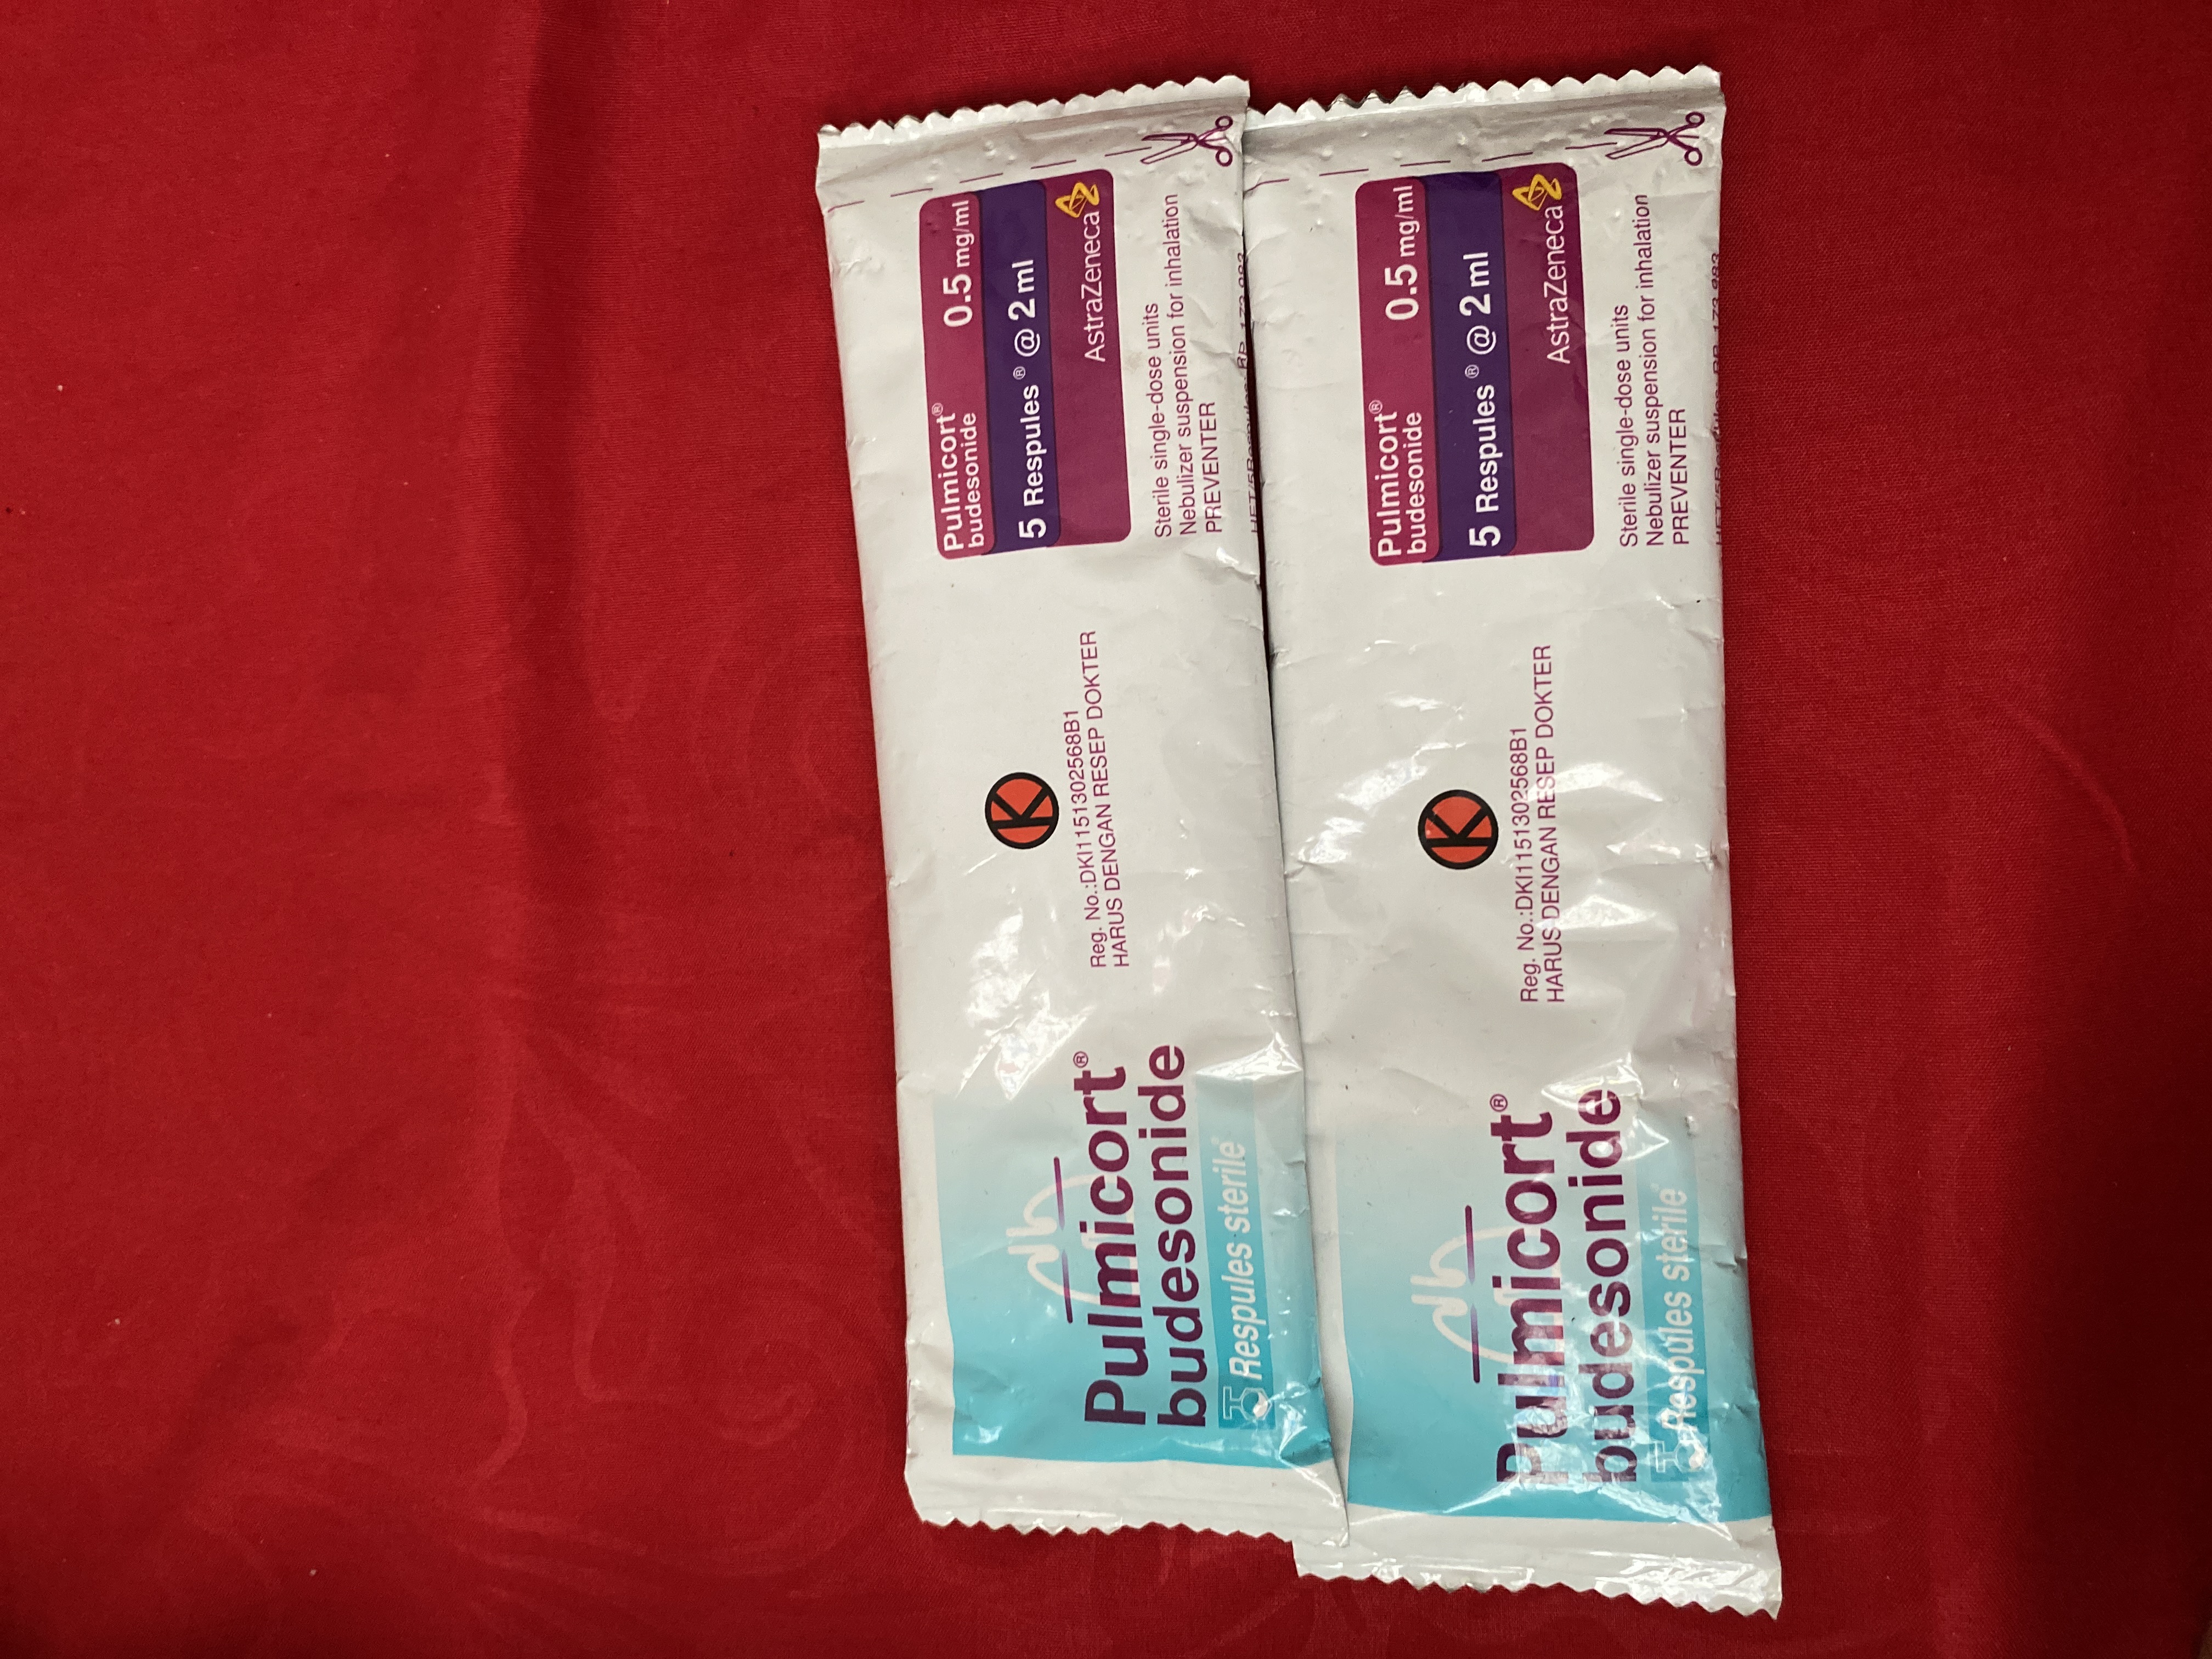 Pulmicort®
budesonide
0.5 mg/ml
5 Respules® @ 2 ml
AstraZeneca
Sterile single-dose units
Nebulizer suspension for inhalation
PREVENTER
K
Reg. No.:DKI1151302568B1
HARUS DENGAN RESEP DOKTER
Pulmicort®
budesonide
Respules sterile
Pulmicort®
budesonide
0.5 mg/ml
5 Respules® @ 2 ml
AstraZeneca
Sterile single-dose units
Nebulizer suspension for inhalation
PREVENTER
K
Reg. No.:DKI1151302568B1
HARUS DENGAN RESEP DOKTER
Pulmicort®
budesonide
Respules sterile